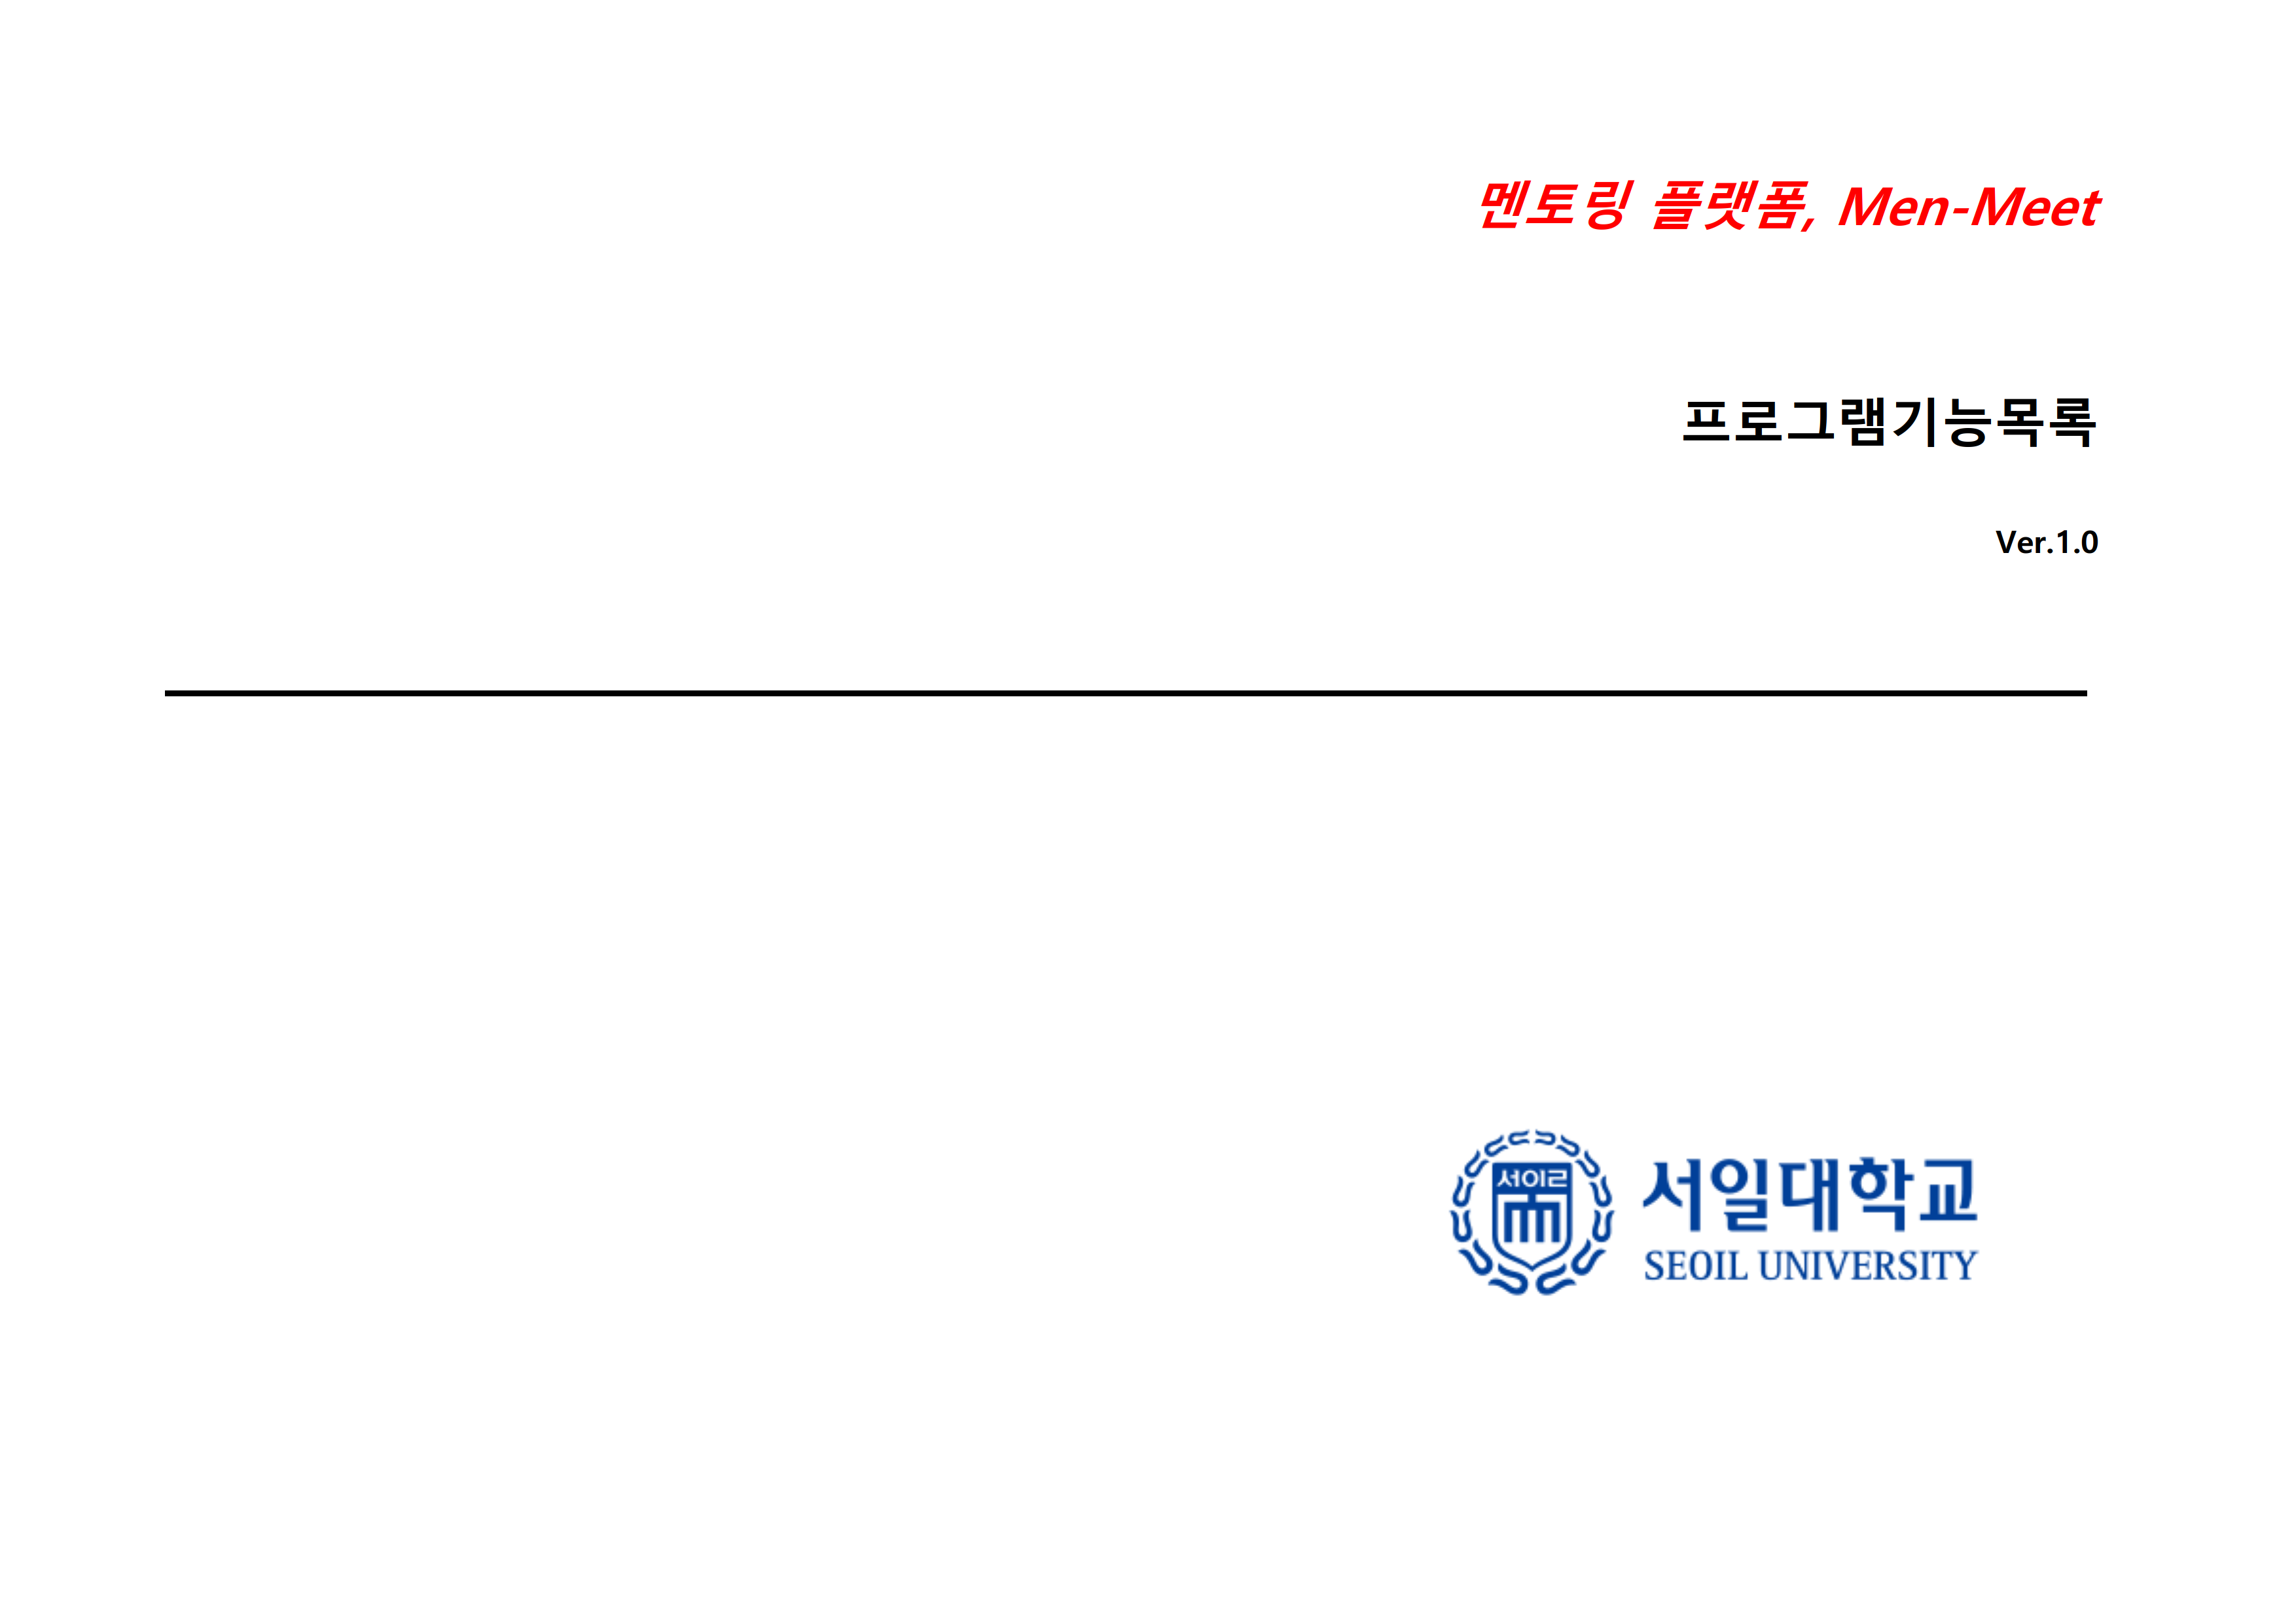 멘토링 플랫폼, Men-Meet
프로그램기능목록
Ver.1.0
서이르
서일대학교
SEOIL UNIVERSITY